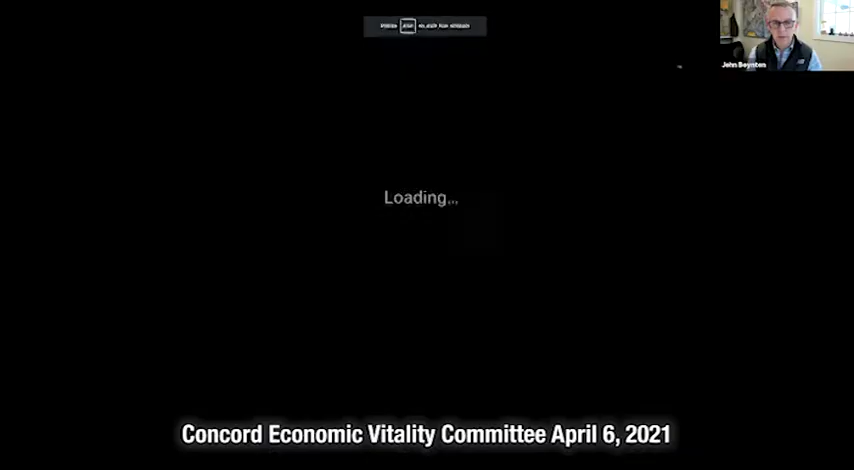 John Boynton
Loading...
Concord Economic Vitality Committee April 6, 2021